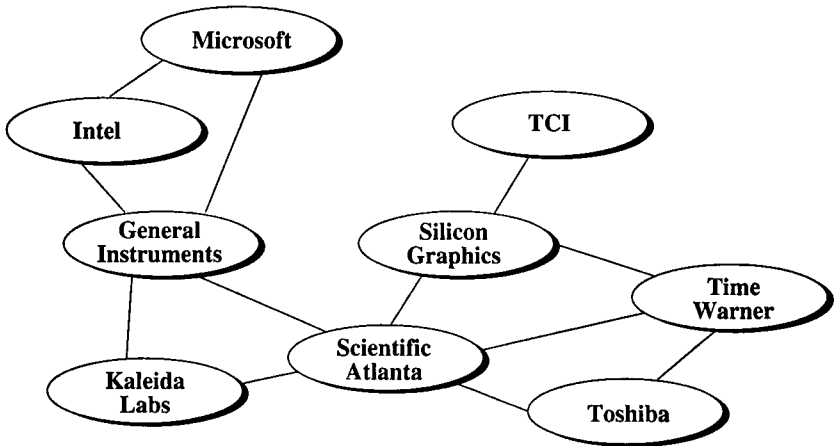 Microsoft
Intel
TCI
General
Instruments
Silicon
Graphics
Time
Warner
Scientific
Atlanta
Kaleida
Labs
Toshiba